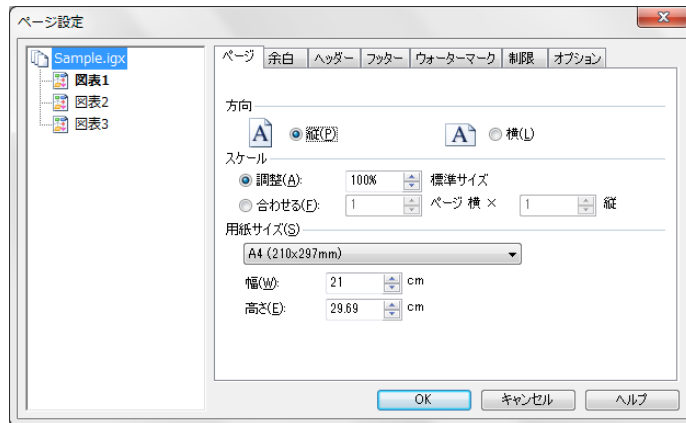 ページ設定
Sample.igx
図表1
図表2
図表3
ページ 余白 ヘッダー フッター ウォーターマーク 制限 オプション
方向
A 縦(P) A 横(L)
スケール
調整(A): 100% 標準サイズ
合わせる(F): 1 ページ 横 × 1 縦
用紙サイズ(S)
A4 (210x297mm)
幅(W): 21 cm
高さ(E): 29.69 cm
OK キャンセル ヘルプ